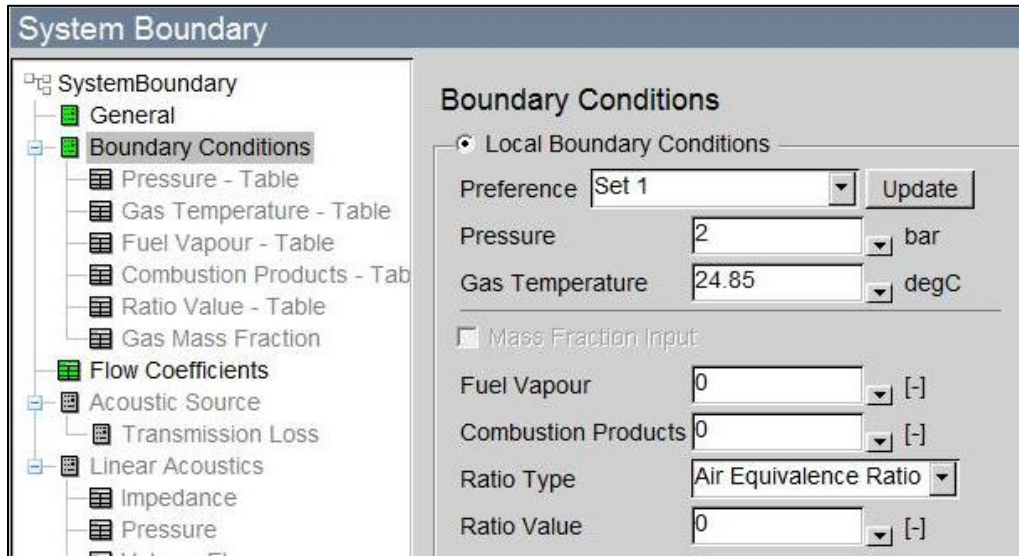 System Boundary
SystemBoundary
General
Boundary Conditions
Pressure - Table
Gas Temperature - Table
Fuel Vapour - Table
Combustion Products - Tab
Ratio Value - Table
Gas Mass Fraction
Flow Coefficients
Acoustic Source
Transmission Loss
Linear Acoustics
Impedance
Pressure
Boundary Conditions
Local Boundary Conditions
Preference Set 1 Update
Pressure 2 bar
Gas Temperature 24.85 degC
Mass Fraction Input
Fuel Vapour 0 [-]
Combustion Products 0 [-]
Ratio Type Air Equivalence Ratio
Ratio Value 0 [-]